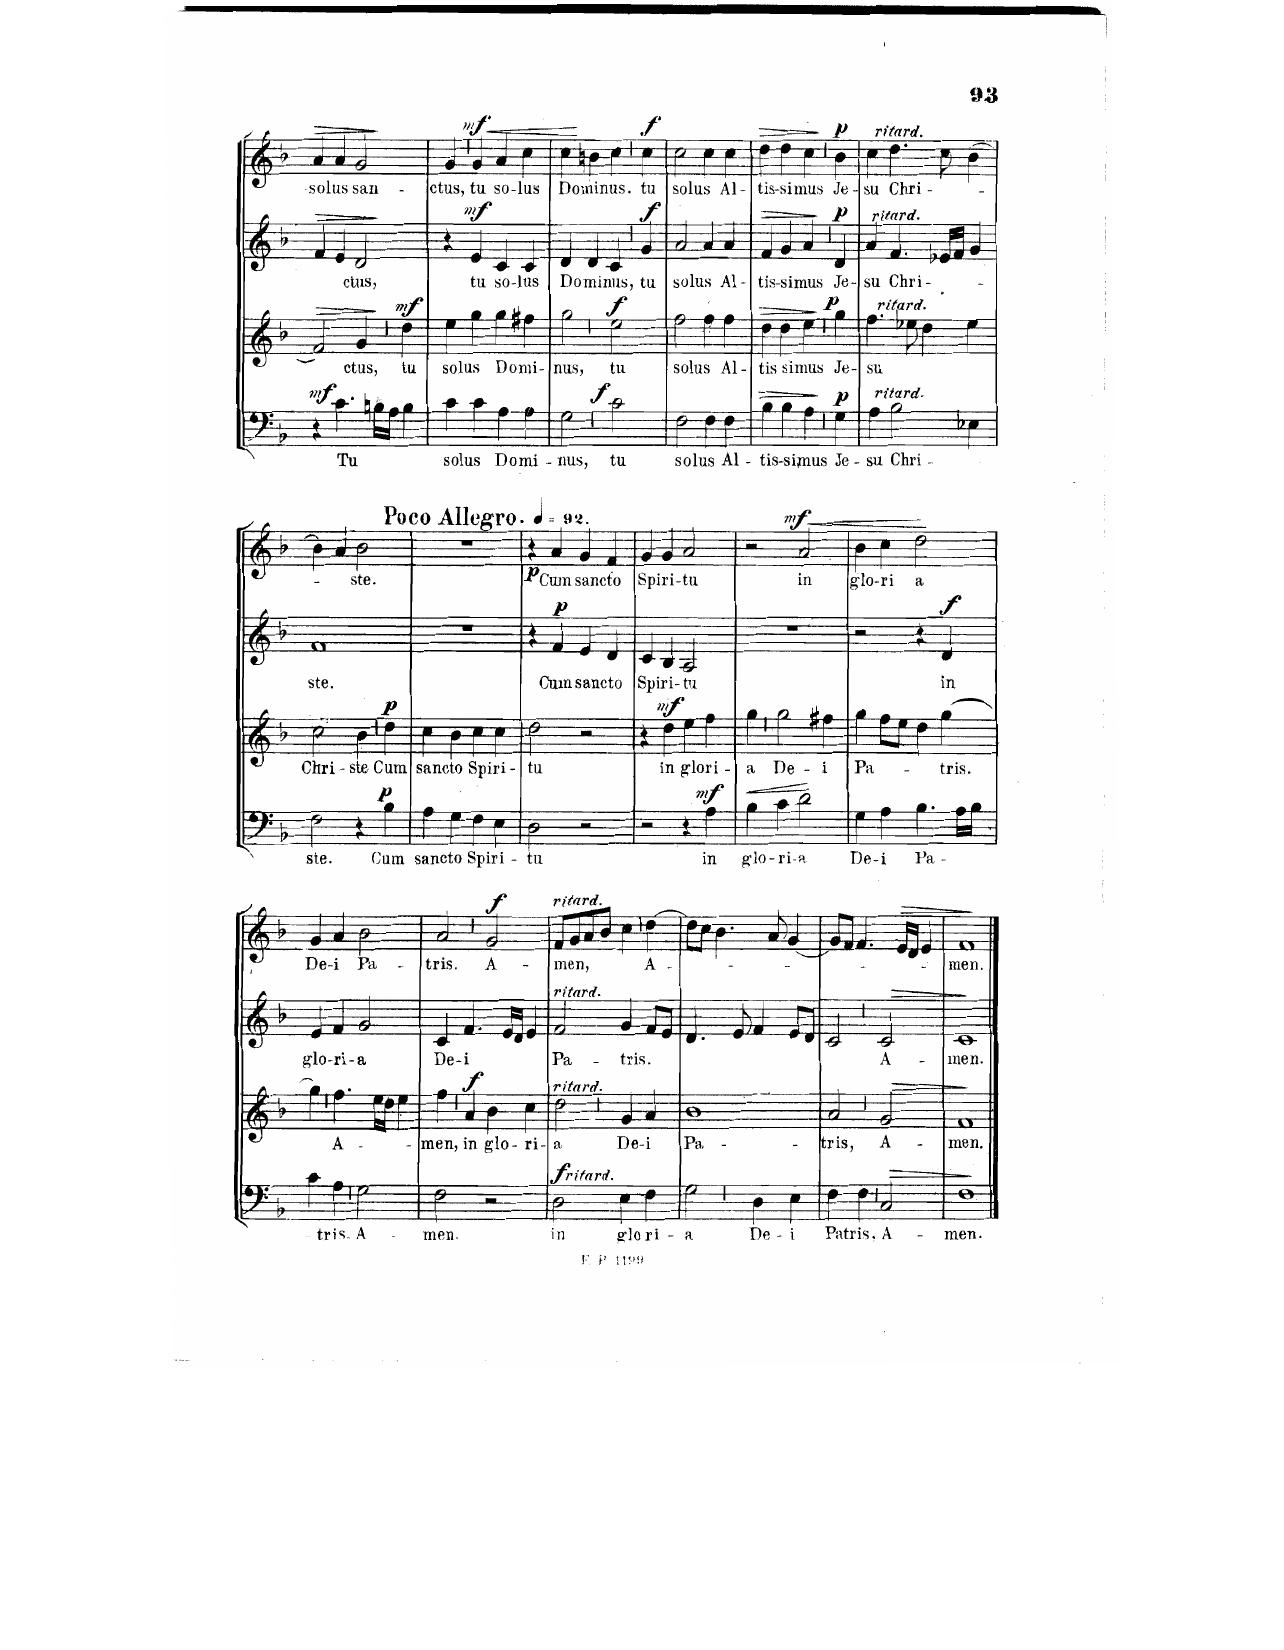 93
mf f p ritard.
solus san - ctus, tu so-lus Dominus. tu solus Al - tis-simus Je - su Chri - -
mf f p ritard.
ctus, tu so-lus Dominus, tu solus Al - tis-simus Je - su Chri - -
mf f p ritard.
ctus, tu solus Domi - nus, tu solus Al - tis simus Je - su
mf f p ritard.
Tu solus Domi - nus, tu solus Al - tis-simus Je - su Chri -
Poco Allegro. ♩ = 92.
mf
- ste. p Cum sancto Spiri-tu in glo-ri a
p f
ste. Cum sancto Spiri-tu in
p mf
Chri - ste Cum sancto Spiri - tu in glori - a De - i Pa - tris.
p mf
ste. Cum sancto Spiri - tu in glo-ri-a De-i Pa -
f ritard.
De-i Pa - tris. A - men, A - - - - - men.
ritard.
glo-ri-a De-i Pa - tris. A - men.
f ritard.
A - - men, in glo-ri-a De-i Pa - - tris, A - men.
f ritard.
tris. A - men. in glo ri - a De - i Patris. A - men.
F. P. 1199